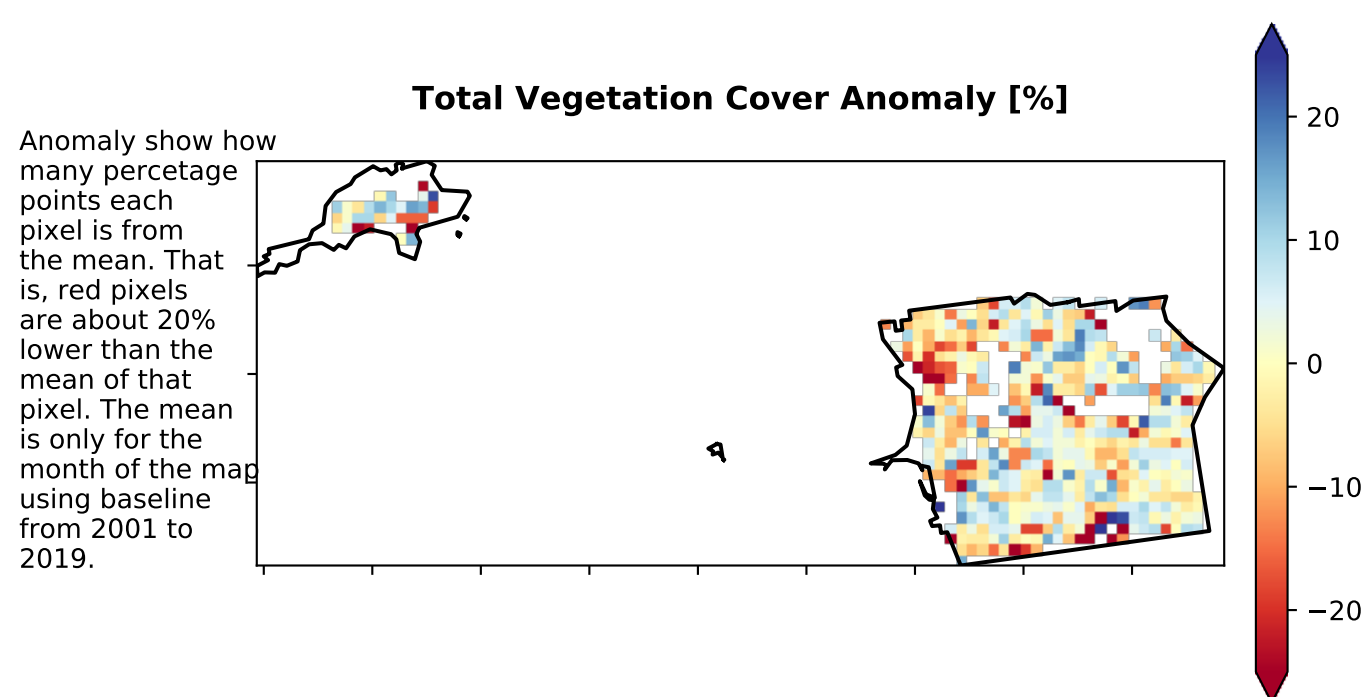 Total Vegetation Cover Anomaly [%]
Anomaly show how
many percetage
points each
pixel is from
the mean. That
is, red pixels
are about 20%
lower than the
mean of that
pixel. The mean
is only for the
month of the map
using baseline
from 2001 to
2019.
20
10
0
−10
−20